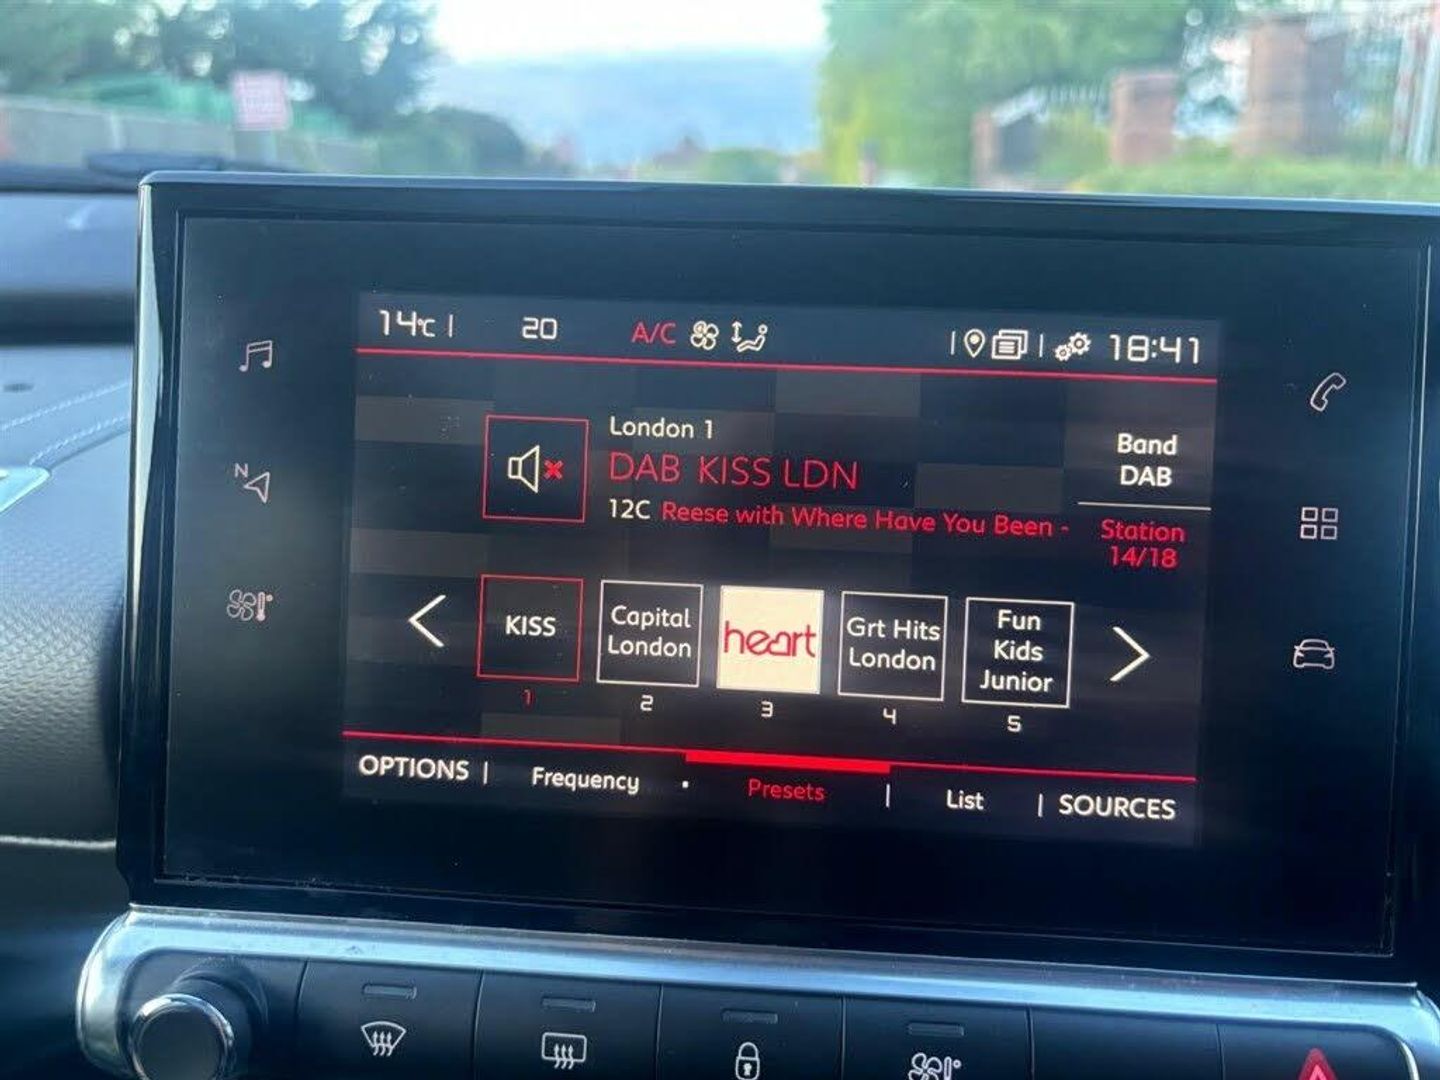 14°C | 20 A/C | | 18:41
London 1
DAB KISS LDN
12C Reese with Where Have You Been -
Band
DAB
Station
14/18
N
KISS
1
Capital
London
2
heart
3
Grt Hits
London
4
Fun
Kids
Junior
5
OPTIONS | Frequency · Presets | List | SOURCES